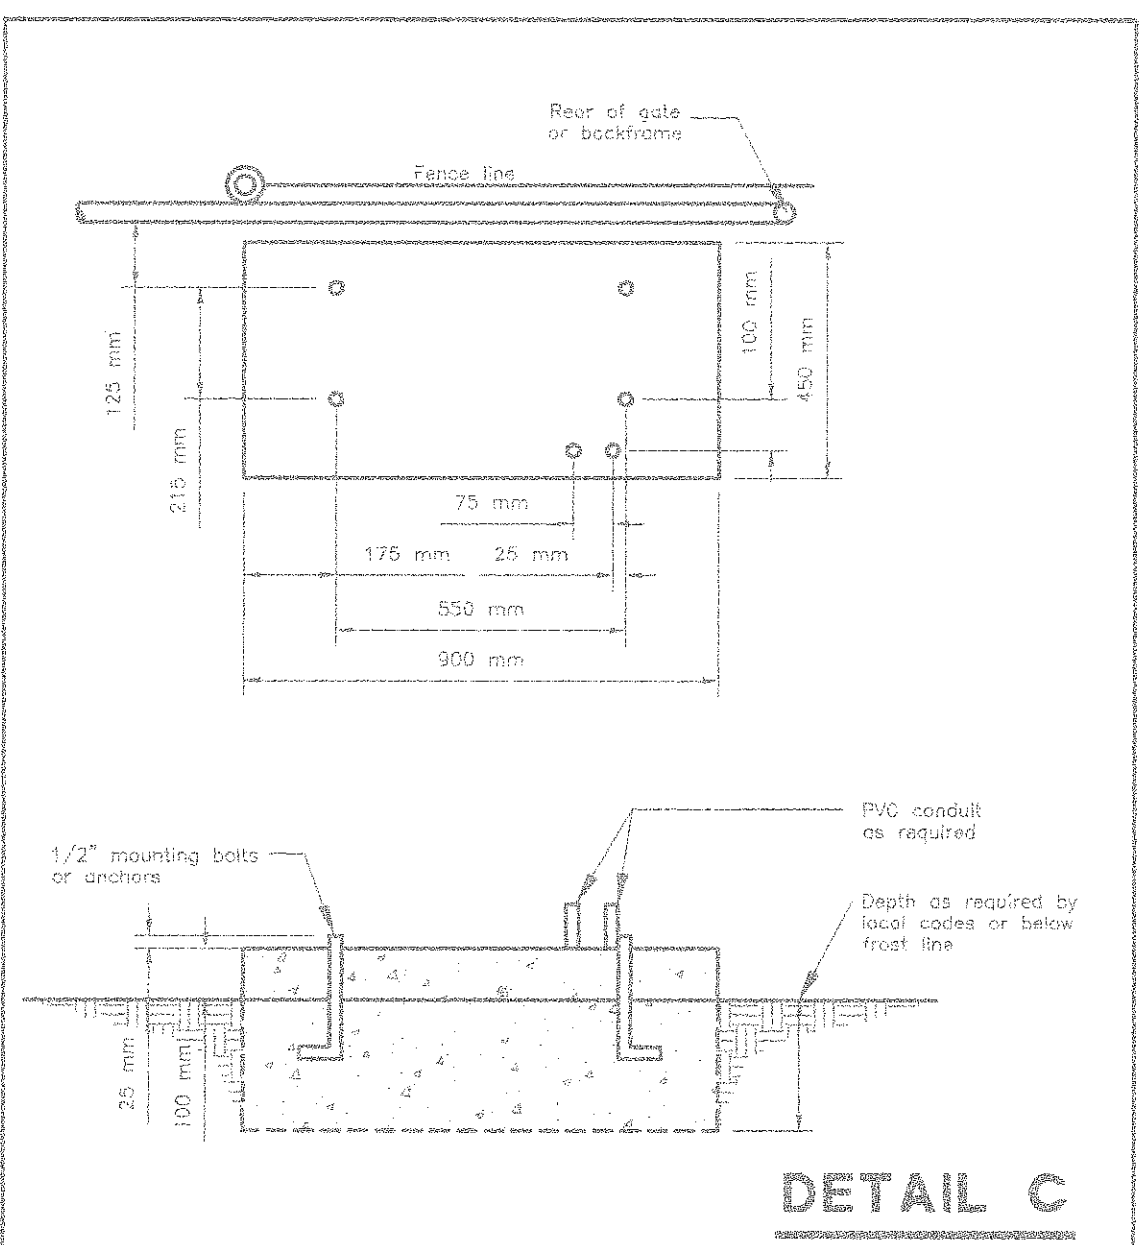 Rear of gate
or backframe
Fence line
125 mm
215 mm
100 mm
450 mm
75 mm
175 mm
25 mm
550 mm
900 mm
PVC conduit
as required
1/2" mounting bolts
or anchors
Depth as required by
local codes or below
frost line
25 mm
100 mm
DETAIL C